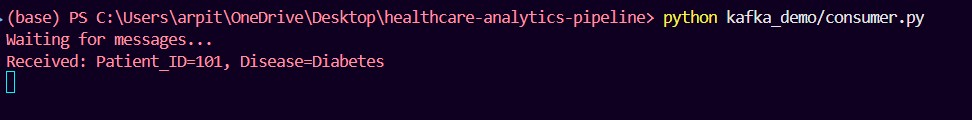 (base) PS C:\Users\arpit\OneDrive\Desktop\healthcare-analytics-pipeline> python kafka_demo/consumer.py
Waiting for messages...
Received: Patient_ID=101, Disease=Diabetes